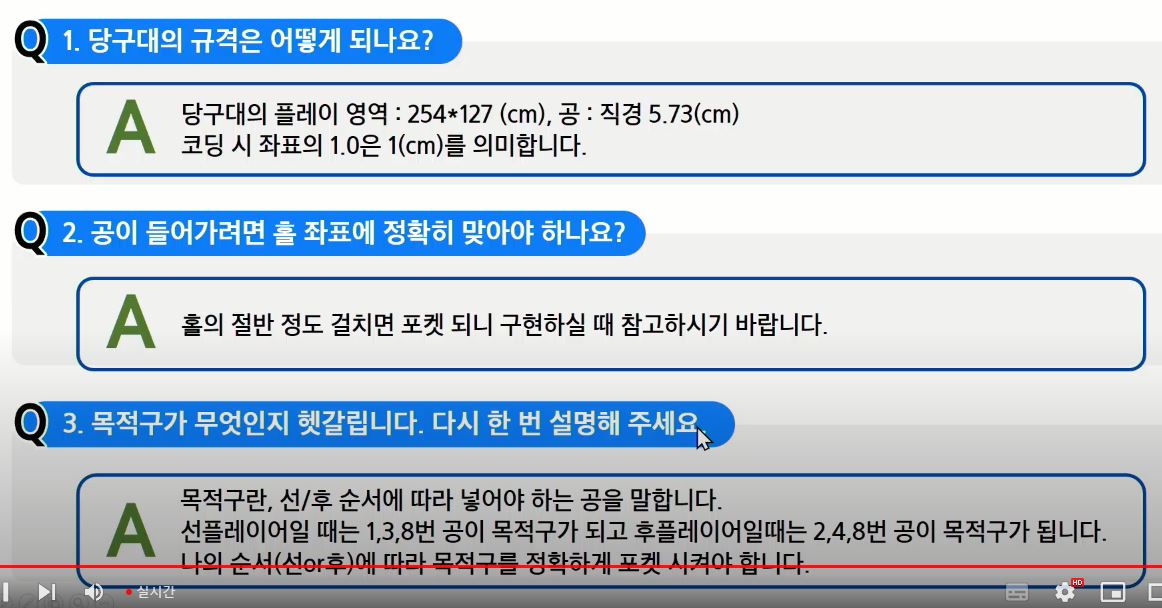 Q 1. 당구대의 규격은 어떻게 되나요?
A 당구대의 플레이 영역 : 254*127 (cm), 공 : 직경 5.73(cm)
코딩 시 좌표의 1.0은 1(cm)를 의미합니다.
Q 2. 공이 들어가려면 홀 좌표에 정확히 맞아야 하나요?
A 홀의 절반 정도 걸치면 포켓 되니 구현하실 때 참고하시기 바랍니다.
Q 3. 목적구가 무엇인지 헷갈립니다. 다시 한 번 설명해 주세요.
A 목적구란, 선/후 순서에 따라 넣어야 하는 공을 말합니다.
선플레이어일 때는 1,3,8번 공이 목적구가 되고 후플레이어일때는 2,4,8번 공이 목적구가 됩니다.
나의 순서(선or후)에 따라 목적구를 정확하게 포켓 시켜야 합니다.
실시간
HD